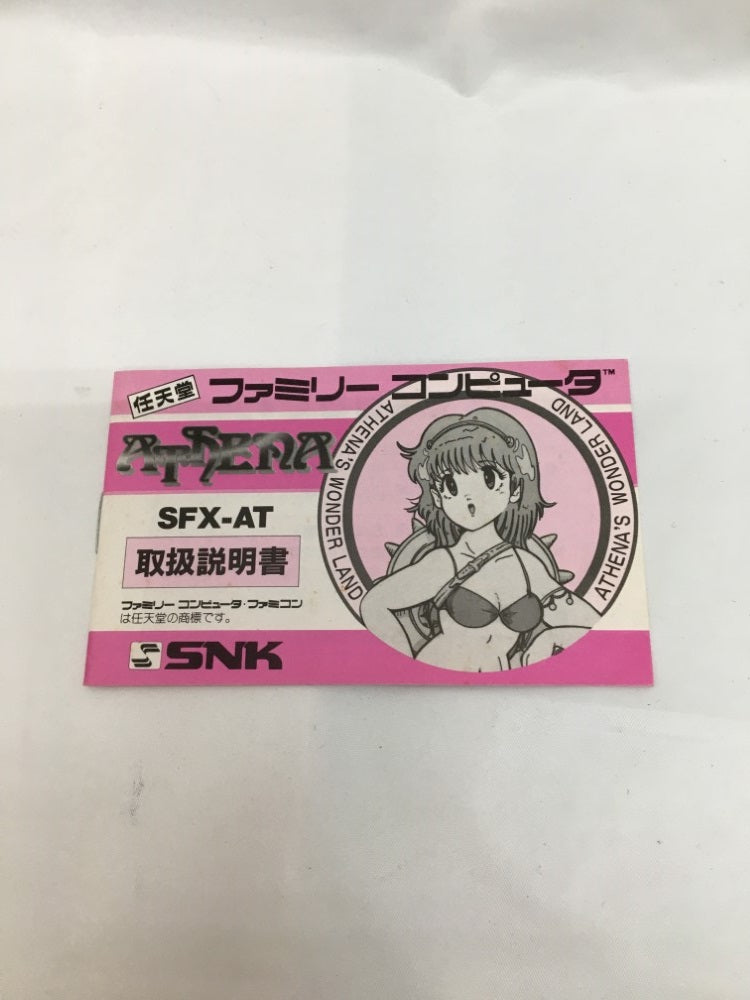 任天堂
ファミリー コンピュータ™
ATHENA
ATHENA'S WONDER LAND
ATHENA'S WONDER LAND
SFX-AT
取扱説明書
ファミリー コンピュータ・ファミコン
は任天堂の商標です。
SNK